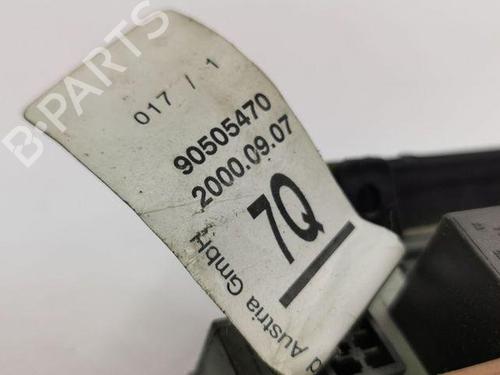 B-PARTS
017 / 1
90505470
2000.09.07
7Q
Austria GmbH